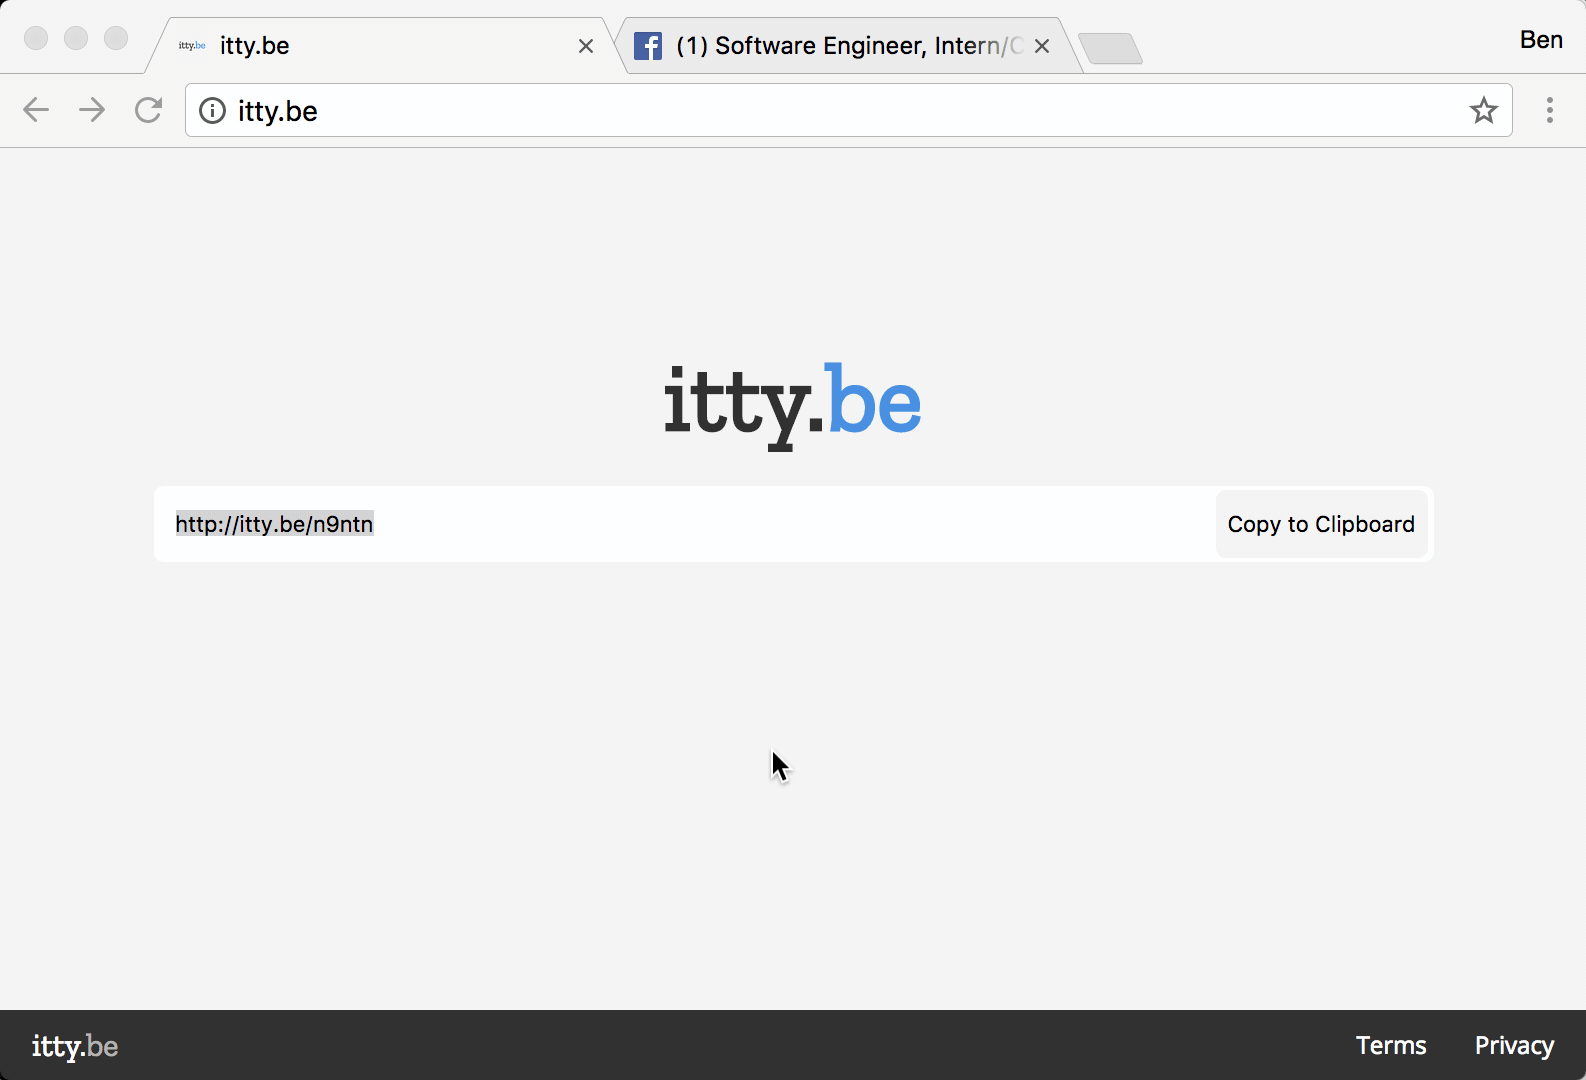 itty.be itty.be (1) Software Engineer, Intern/C Ben
itty.be
itty.be
http://itty.be/n9ntn Copy to Clipboard
itty.be Terms Privacy